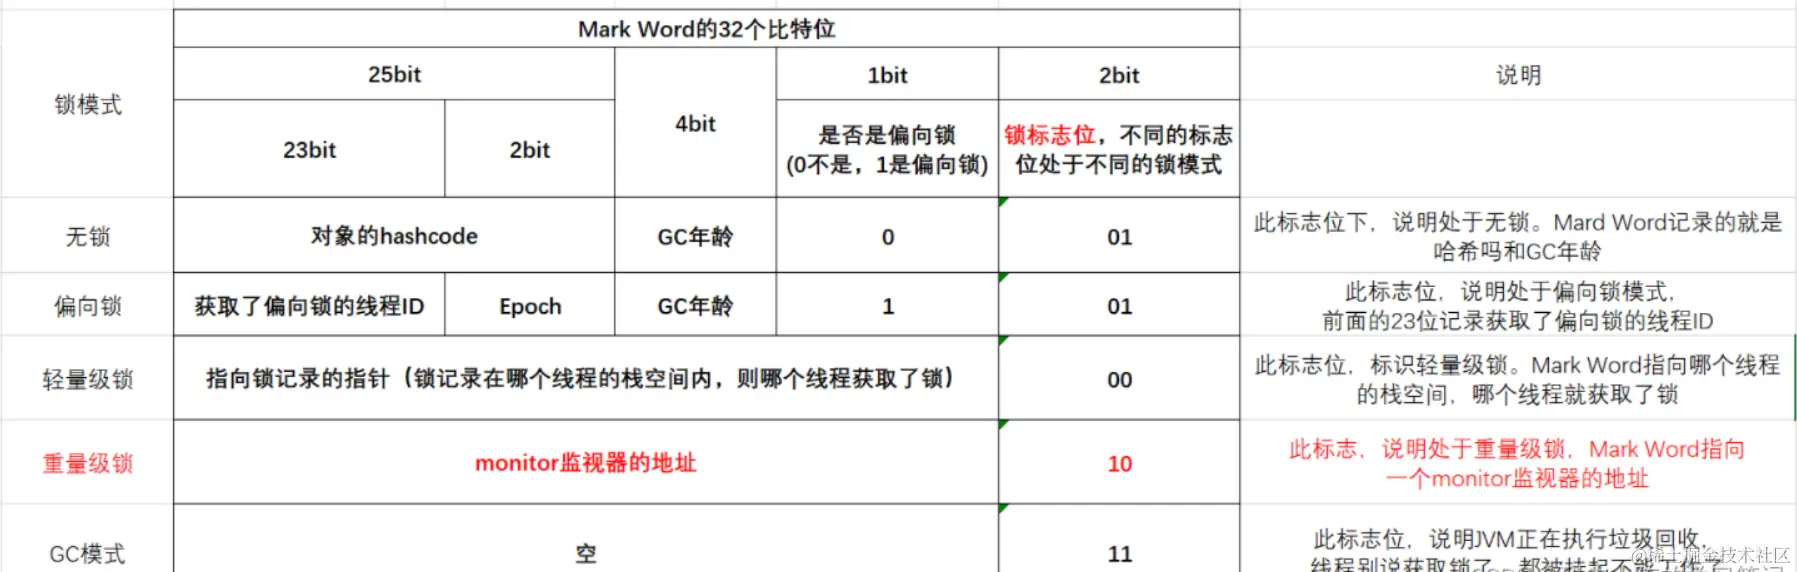 Mark Word的32个比特位
锁模式
25bit
1bit
2bit
说明
23bit
2bit
4bit
是否是偏向锁
(0不是，1是偏向锁)
锁标志位，不同的标志
位处于不同的锁模式
无锁
对象的hashcode
GC年龄
0
01
此标志位下，说明处于无锁。Mard Word记录的就是
哈希吗和GC年龄
偏向锁
获取了偏向锁的线程ID
Epoch
GC年龄
1
01
此标志位，说明处于偏向锁模式，
前面的23位记录获取了偏向锁的线程ID
轻量级锁
指向锁记录的指针（锁记录在哪个线程的栈空间内，则哪个线程获取了锁）
00
此标志位，标识轻量级锁。Mark Word指向哪个线程
的栈空间，哪个线程就获取了锁
重量级锁
monitor监视器的地址
10
此标志，说明处于重量级锁，Mark Word指向
一个monitor监视器的地址
GC模式
空
11
此标志位，说明JVM正在执行垃圾回收，
线程别说获取锁了，都被挂起不能工作了
@稀土掘金技术社区